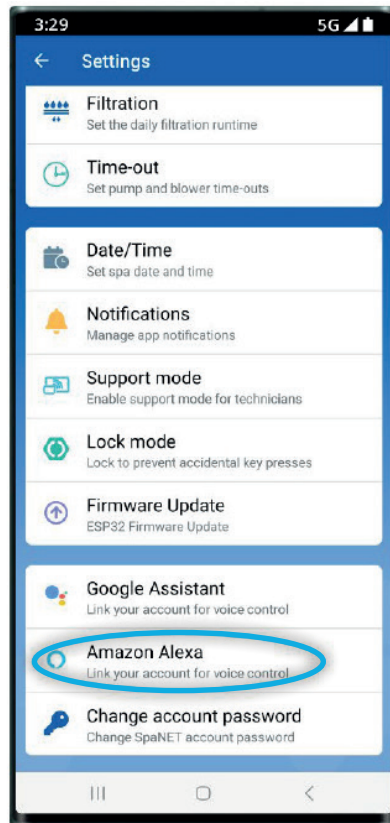 3:29 5G
Settings
Filtration
Set the daily filtration runtime
Time-out
Set pump and blower time-outs
Date/Time
Set spa date and time
Notifications
Manage app notifications
Support mode
Enable support mode for technicians
Lock mode
Lock to prevent accidental key presses
Firmware Update
ESP32 Firmware Update
Google Assistant
Link your account for voice control
Amazon Alexa
Link your account for voice control
Change account password
Change SpaNET account password